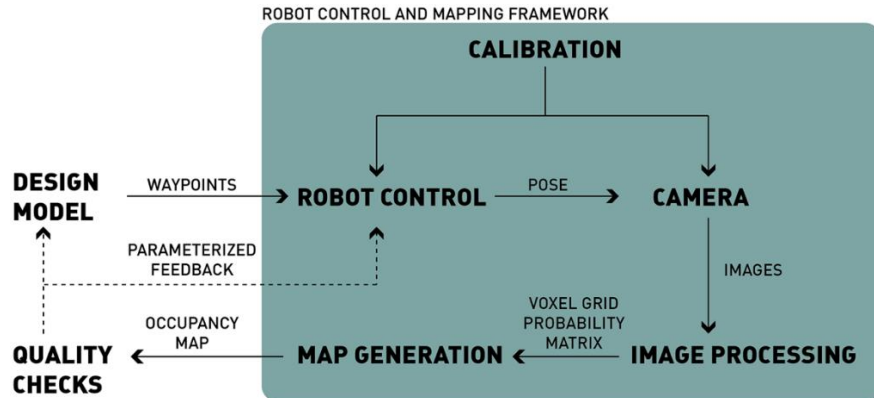 ROBOT CONTROL AND MAPPING FRAMEWORK
CALIBRATION
DESIGN
MODEL
WAYPOINTS
ROBOT CONTROL
POSE
CAMERA
PARAMETERIZED
FEEDBACK
IMAGES
QUALITY
CHECKS
OCCUPANCY
MAP
MAP GENERATION
VOXEL GRID
PROBABILITY
MATRIX
IMAGE PROCESSING